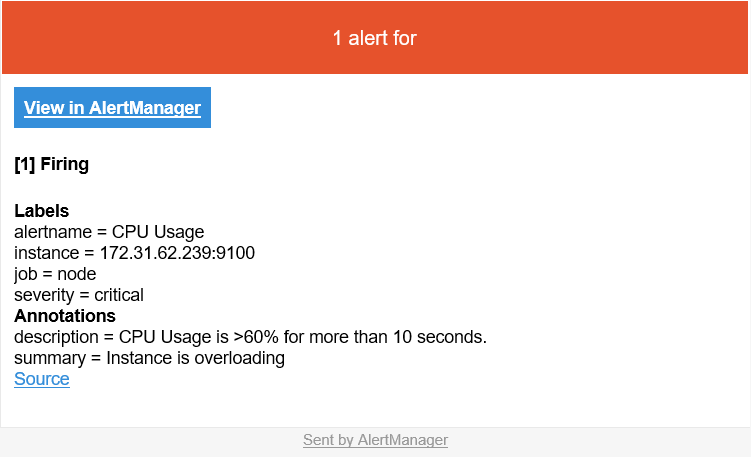 1 alert for
View in AlertManager
[1] Firing
Labels
alertname = CPU Usage
instance = 172.31.62.239:9100
job = node
severity = critical
Annotations
description = CPU Usage is >60% for more than 10 seconds.
summary = Instance is overloading
Source
Sent by AlertManager